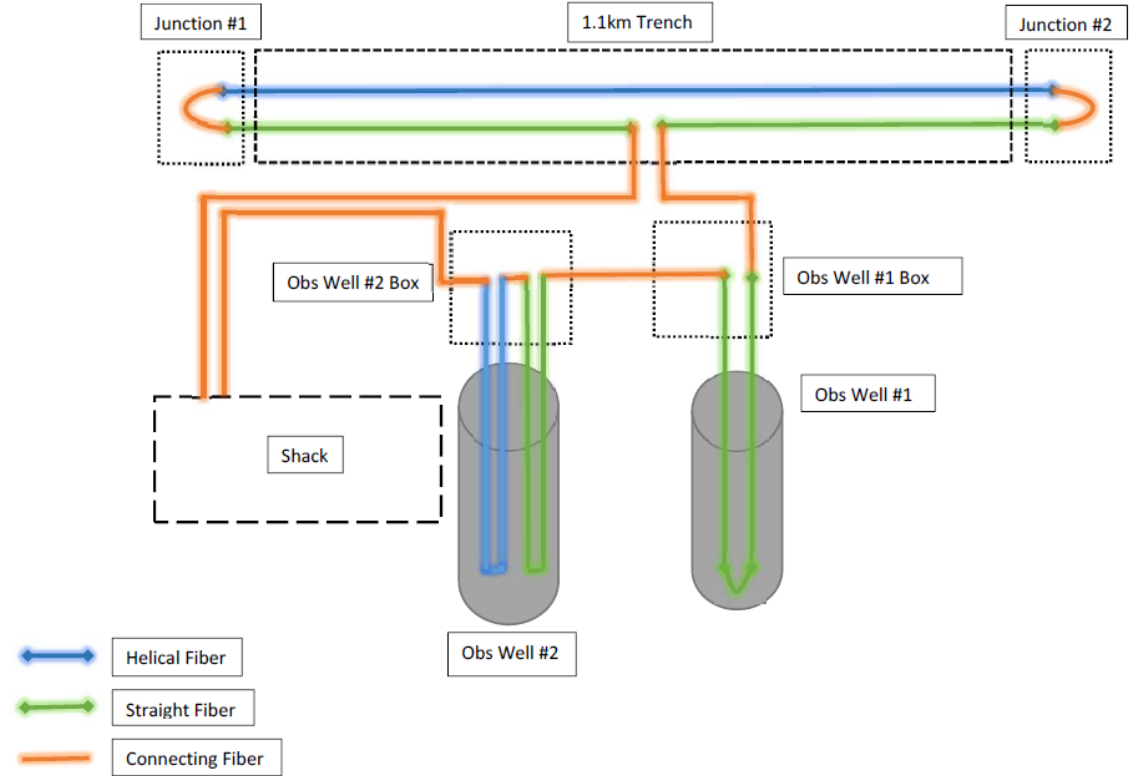 Junction #1
1.1km Trench
Junction #2
Obs Well #2 Box
Obs Well #1 Box
Obs Well #1
Shack
Obs Well #2
Helical Fiber
Straight Fiber
Connecting Fiber